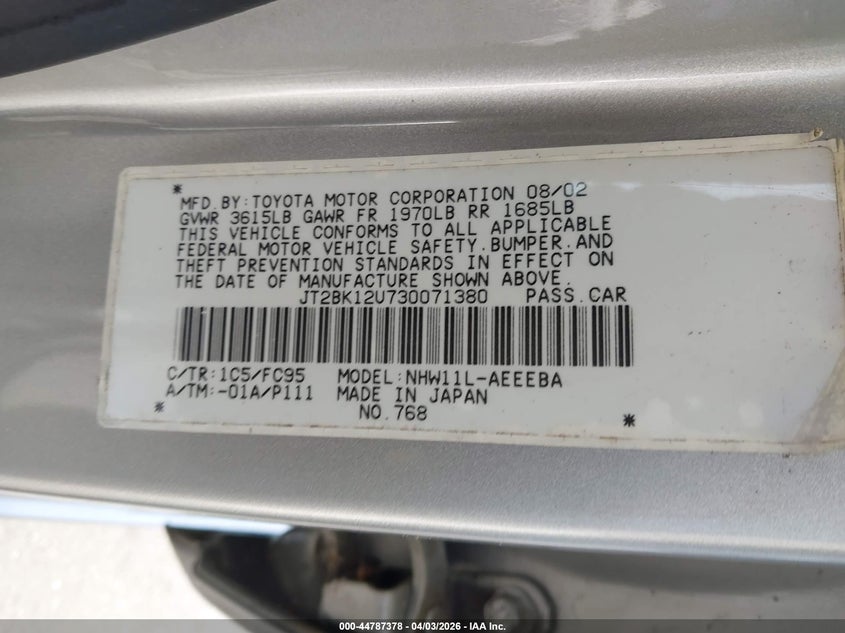 *
MFD.BY:TOYOTA MOTOR CORPORATION 08/02
GVWR 3615LB GAWR FR 1970LB RR 1685LB
THIS VEHICLE CONFORMS TO ALL APPLICABLE
FEDERAL MOTOR VEHICLE SAFETY.BUMPER.AND
THEFT PREVENTION STANDARDS IN EFFECT ON
THE DATE OF MANUFACTURE SHOWN ABOVE.
JT2BK12U730071380 PASS.CAR
C/TR:1C5/FC95 MODEL:NHW11L-AEEEBA
A/TM:-01A/P111 MADE IN JAPAN
* NO.768 *
000-44787378 | 04/03/2026 - IAA Inc.